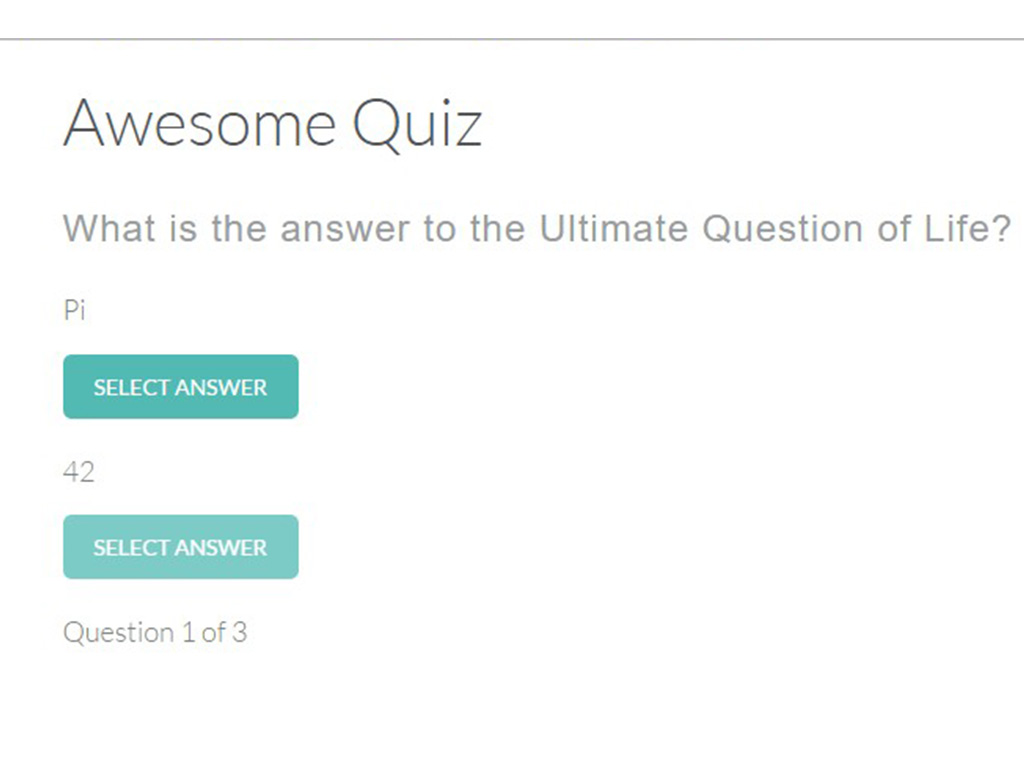 Awesome Quiz
What is the answer to the Ultimate Question of Life?
Pi
SELECT ANSWER
42
SELECT ANSWER
Question 1 of 3